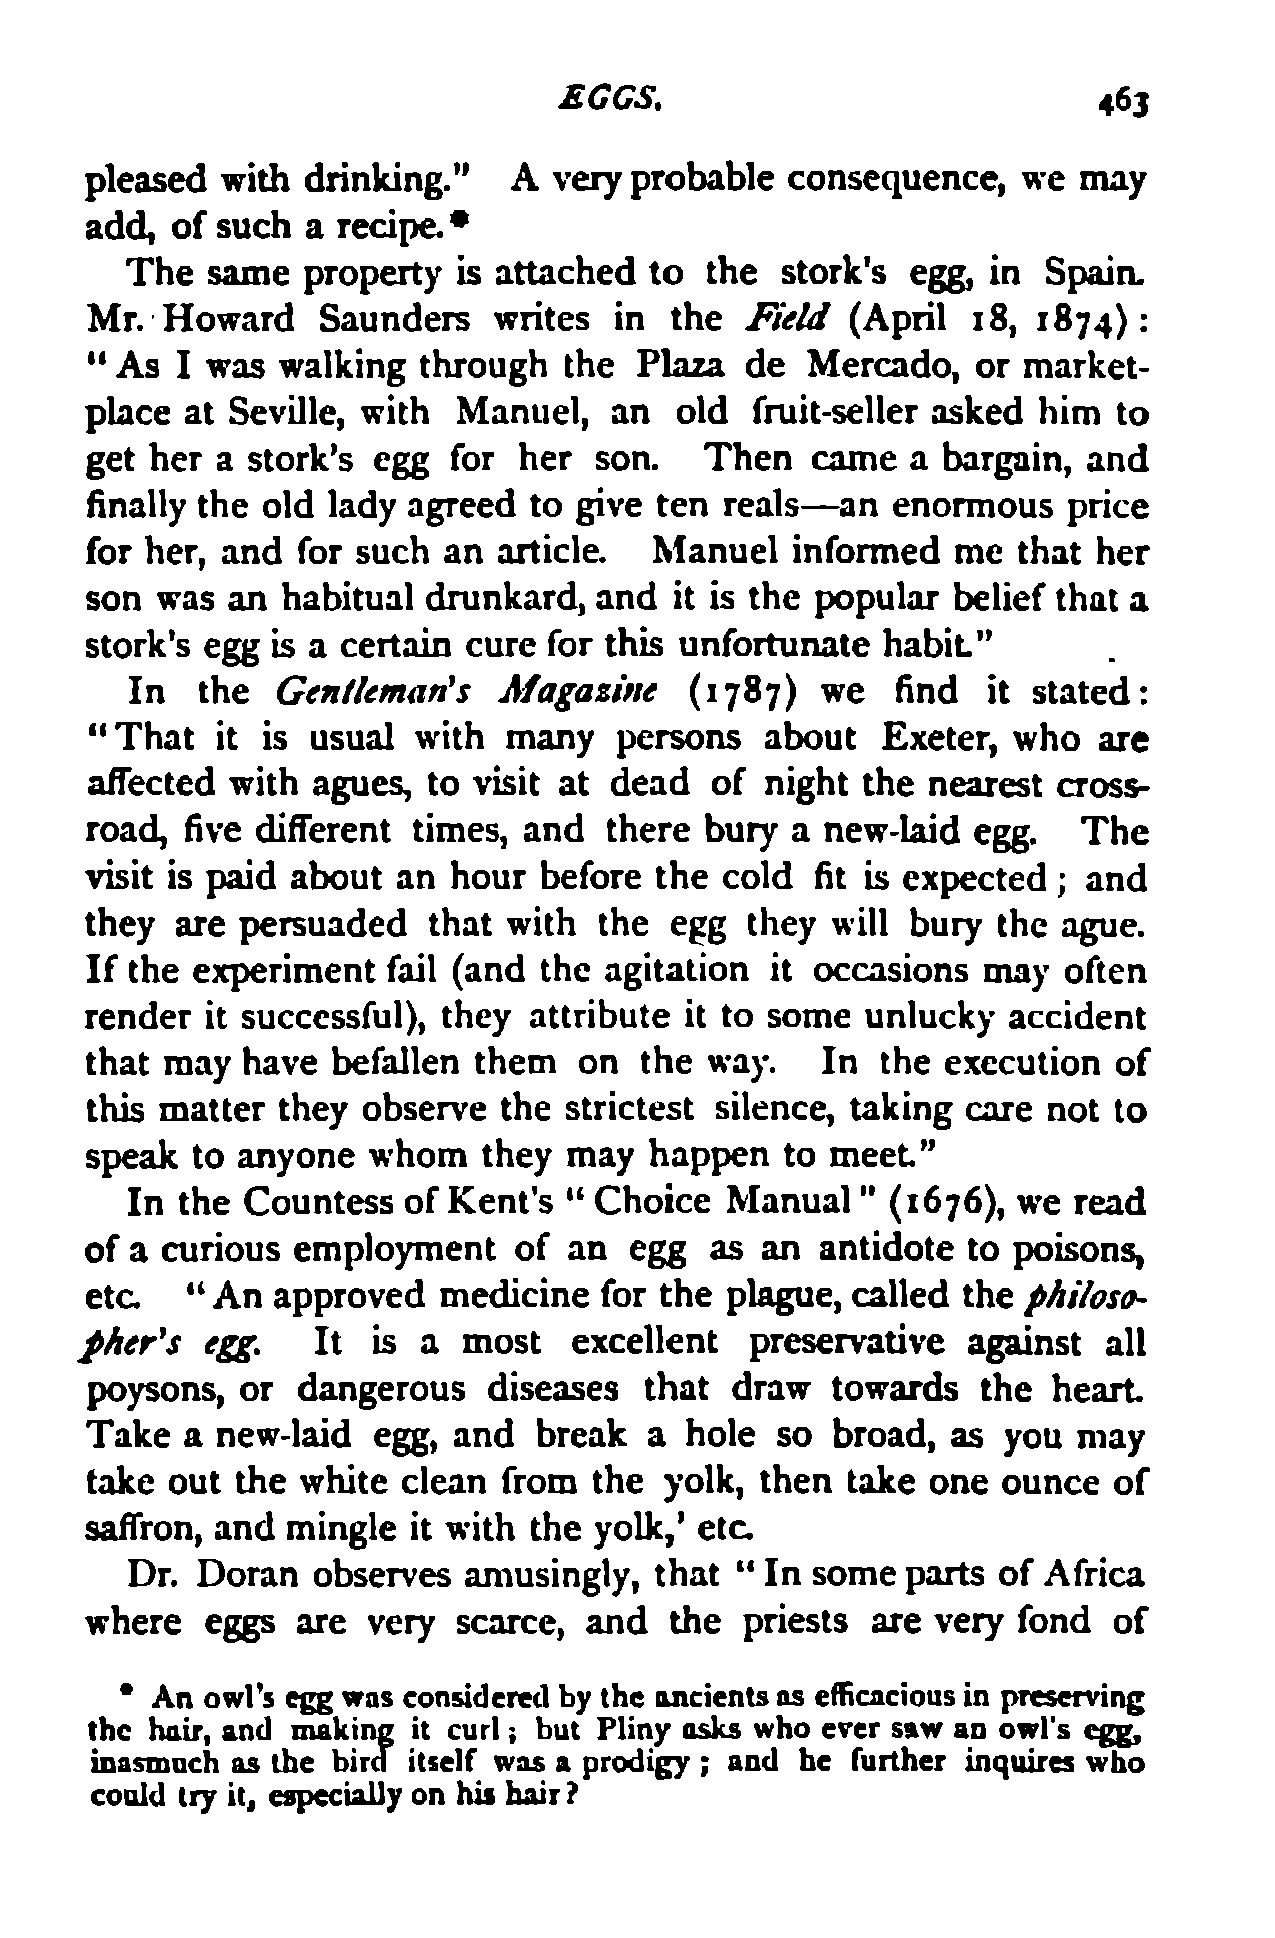 EGGS. 463
pleased with drinking." A very probable consequence, we may
add, of such a recipe.*
The same property is attached to the stork's egg, in Spain.
Mr. Howard Saunders writes in the Field (April 18, 1874):
"As I was walking through the Plaza de Mercado, or market-
place at Seville, with Manuel, an old fruit-seller asked him to
get her a stork's egg for her son. Then came a bargain, and
finally the old lady agreed to give ten reals—an enormous price
for her, and for such an article. Manuel informed me that her
son was an habitual drunkard, and it is the popular belief that a
stork's egg is a certain cure for this unfortunate habit."
In the Gentleman's Magazine (1787) we find it stated:
"That it is usual with many persons about Exeter, who are
affected with agues, to visit at dead of night the nearest cross-
road, five different times, and there bury a new-laid egg. The
visit is paid about an hour before the cold fit is expected; and
they are persuaded that with the egg they will bury the ague.
If the experiment fail (and the agitation it occasions may often
render it successful), they attribute it to some unlucky accident
that may have befallen them on the way. In the execution of
this matter they observe the strictest silence, taking care not to
speak to anyone whom they may happen to meet."
In the Countess of Kent's "Choice Manual" (1676), we read
of a curious employment of an egg as an antidote to poisons,
etc. "An approved medicine for the plague, called the philoso-
pher's egg. It is a most excellent preservative against all
poysons, or dangerous diseases that draw towards the heart.
Take a new-laid egg, and break a hole so broad, as you may
take out the white clean from the yolk, then take one ounce of
saffron, and mingle it with the yolk,' etc.
Dr. Doran observes amusingly, that "In some parts of Africa
where eggs are very scarce, and the priests are very fond of
* An owl's egg was considered by the ancients as efficacious in preserving
the hair, and making it curl; but Pliny asks who ever saw an owl's egg,
inasmuch as the bird itself was a prodigy; and he further inquires who
could try it, especially on his hair?